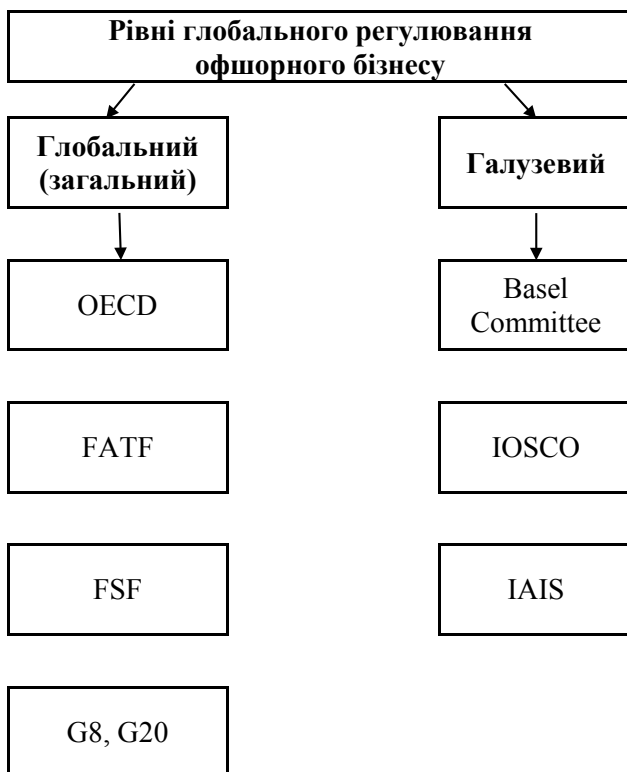 Рівні глобального регулювання
офшорного бізнесу
Глобальний
(загальний)
Галузевий
OECD
Basel
Committee
FATF
IOSCO
FSF
IAIS
G8, G20